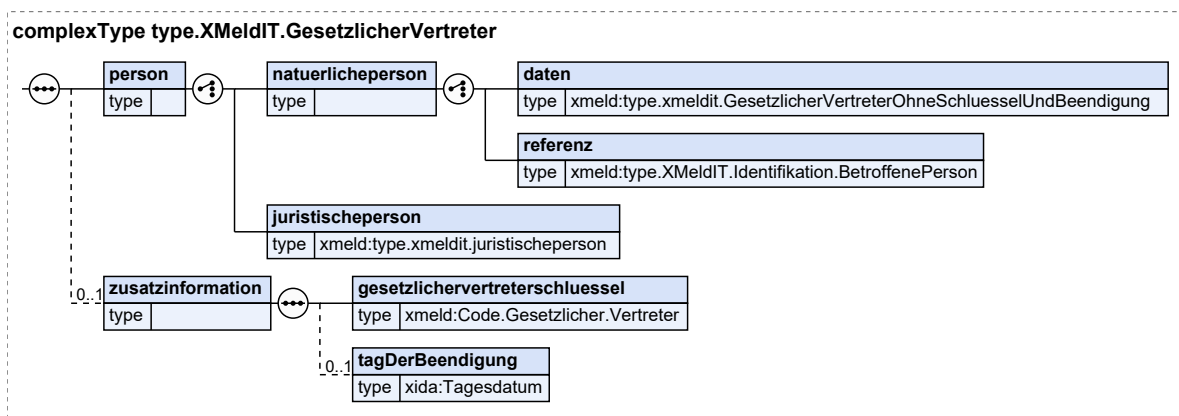 complexType type.XMeldIT.GesetzlicherVertreter
person
type
natuerlicheperson
type
daten
type xmeld:type.xmeldit.GesetzlicherVertreterOhneSchluesselUndBeendigung
referenz
type xmeld:type.XMeldIT.Identifikation.BetroffenePerson
juristischeperson
type xmeld:type.xmeldit.juristischeperson
0..1
zusatzinformation
type
gesetzlichervertreterschluessel
type xmeld:Code.Gesetzlicher.Vertreter
0..1
tagDerBeendigung
type xida:Tagesdatum